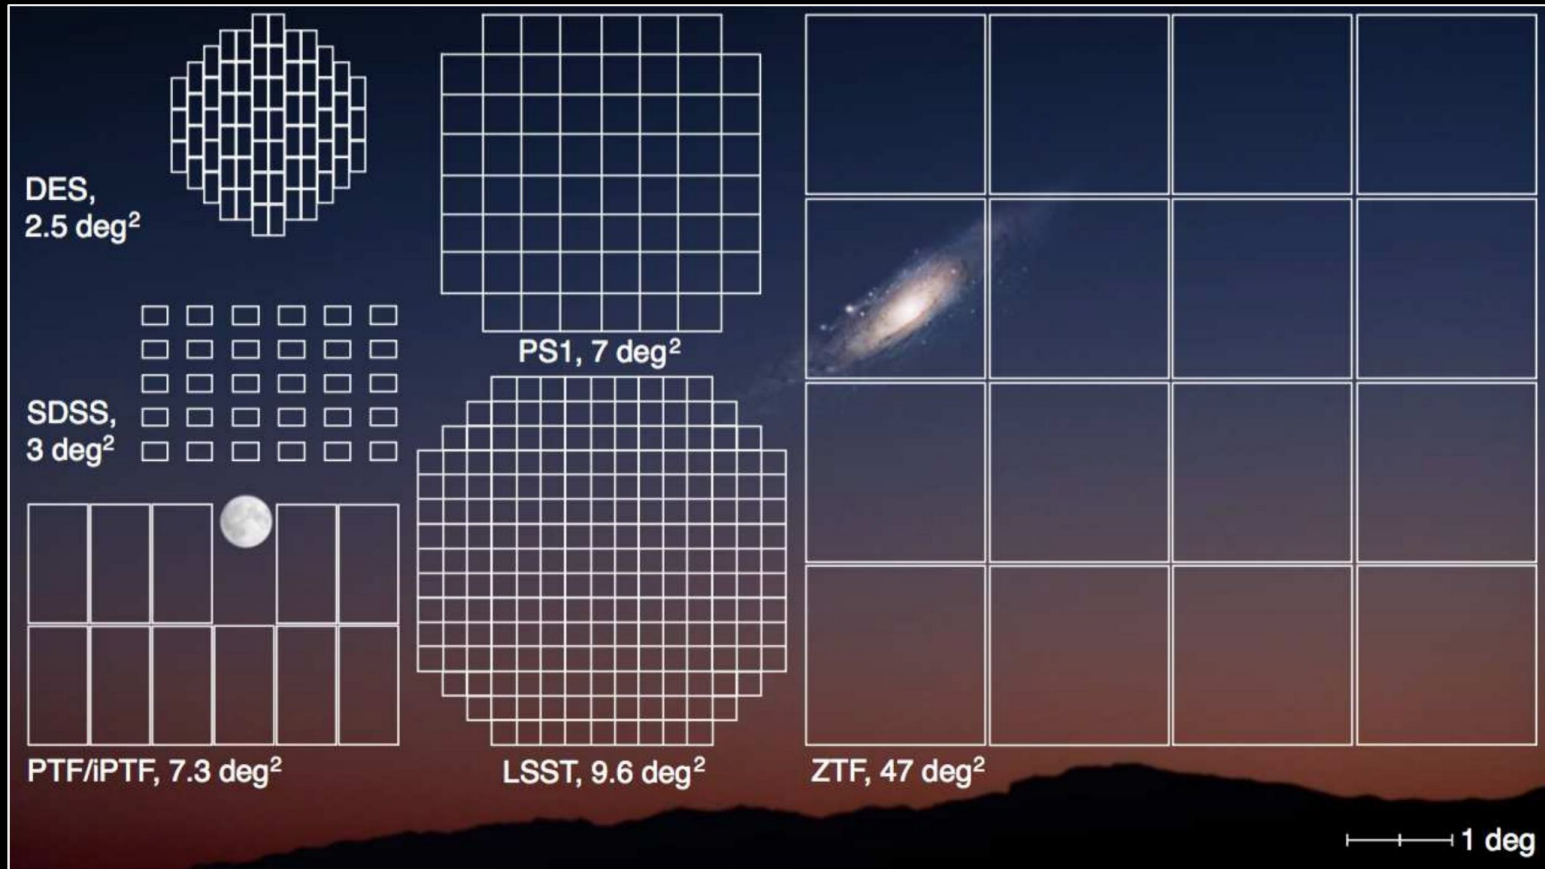 DES,
2.5 deg²
PS1, 7 deg²
SDSS,
3 deg²
PTF/iPTF, 7.3 deg²
LSST, 9.6 deg²
ZTF, 47 deg²
1 deg